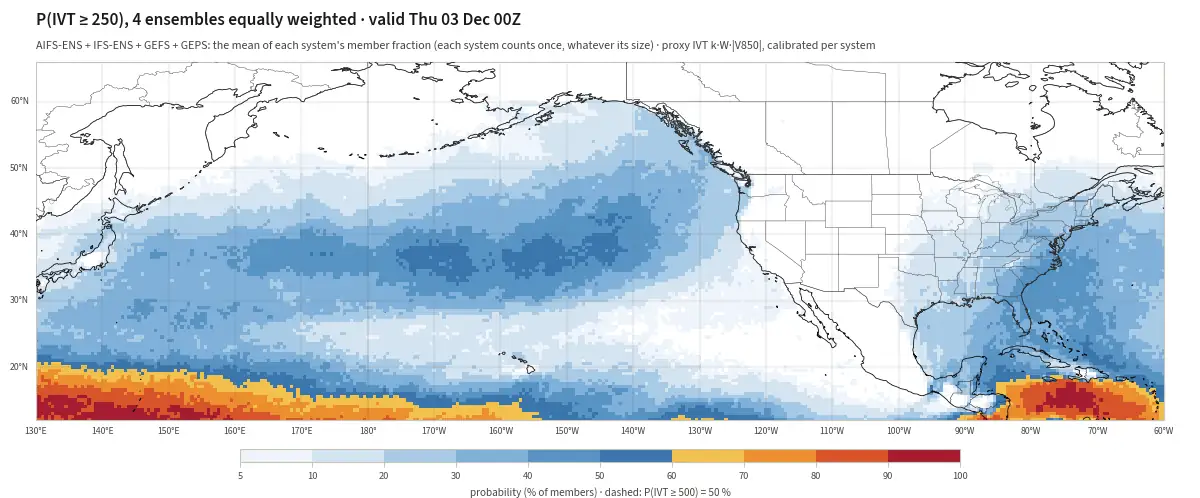 P(IVT ≥ 250), 4 ensembles equally weighted · valid Thu 03 Dec 00Z
AIFS-ENS + IFS-ENS + GEFS + GEPS: the mean of each system's member fraction (each system counts once, whatever its size) · proxy IVT k·W·|V850|, calibrated per system
60°N
50°N
40°N
30°N
20°N
130°E 140°E 150°E 160°E 170°E 180° 170°W 160°W 150°W 140°W 130°W 120°W 110°W 100°W 90°W 80°W 70°W 60°W
5 10 20 30 40 50 60 70 80 90 100
probability (% of members) · dashed: P(IVT ≥ 500) = 50 %